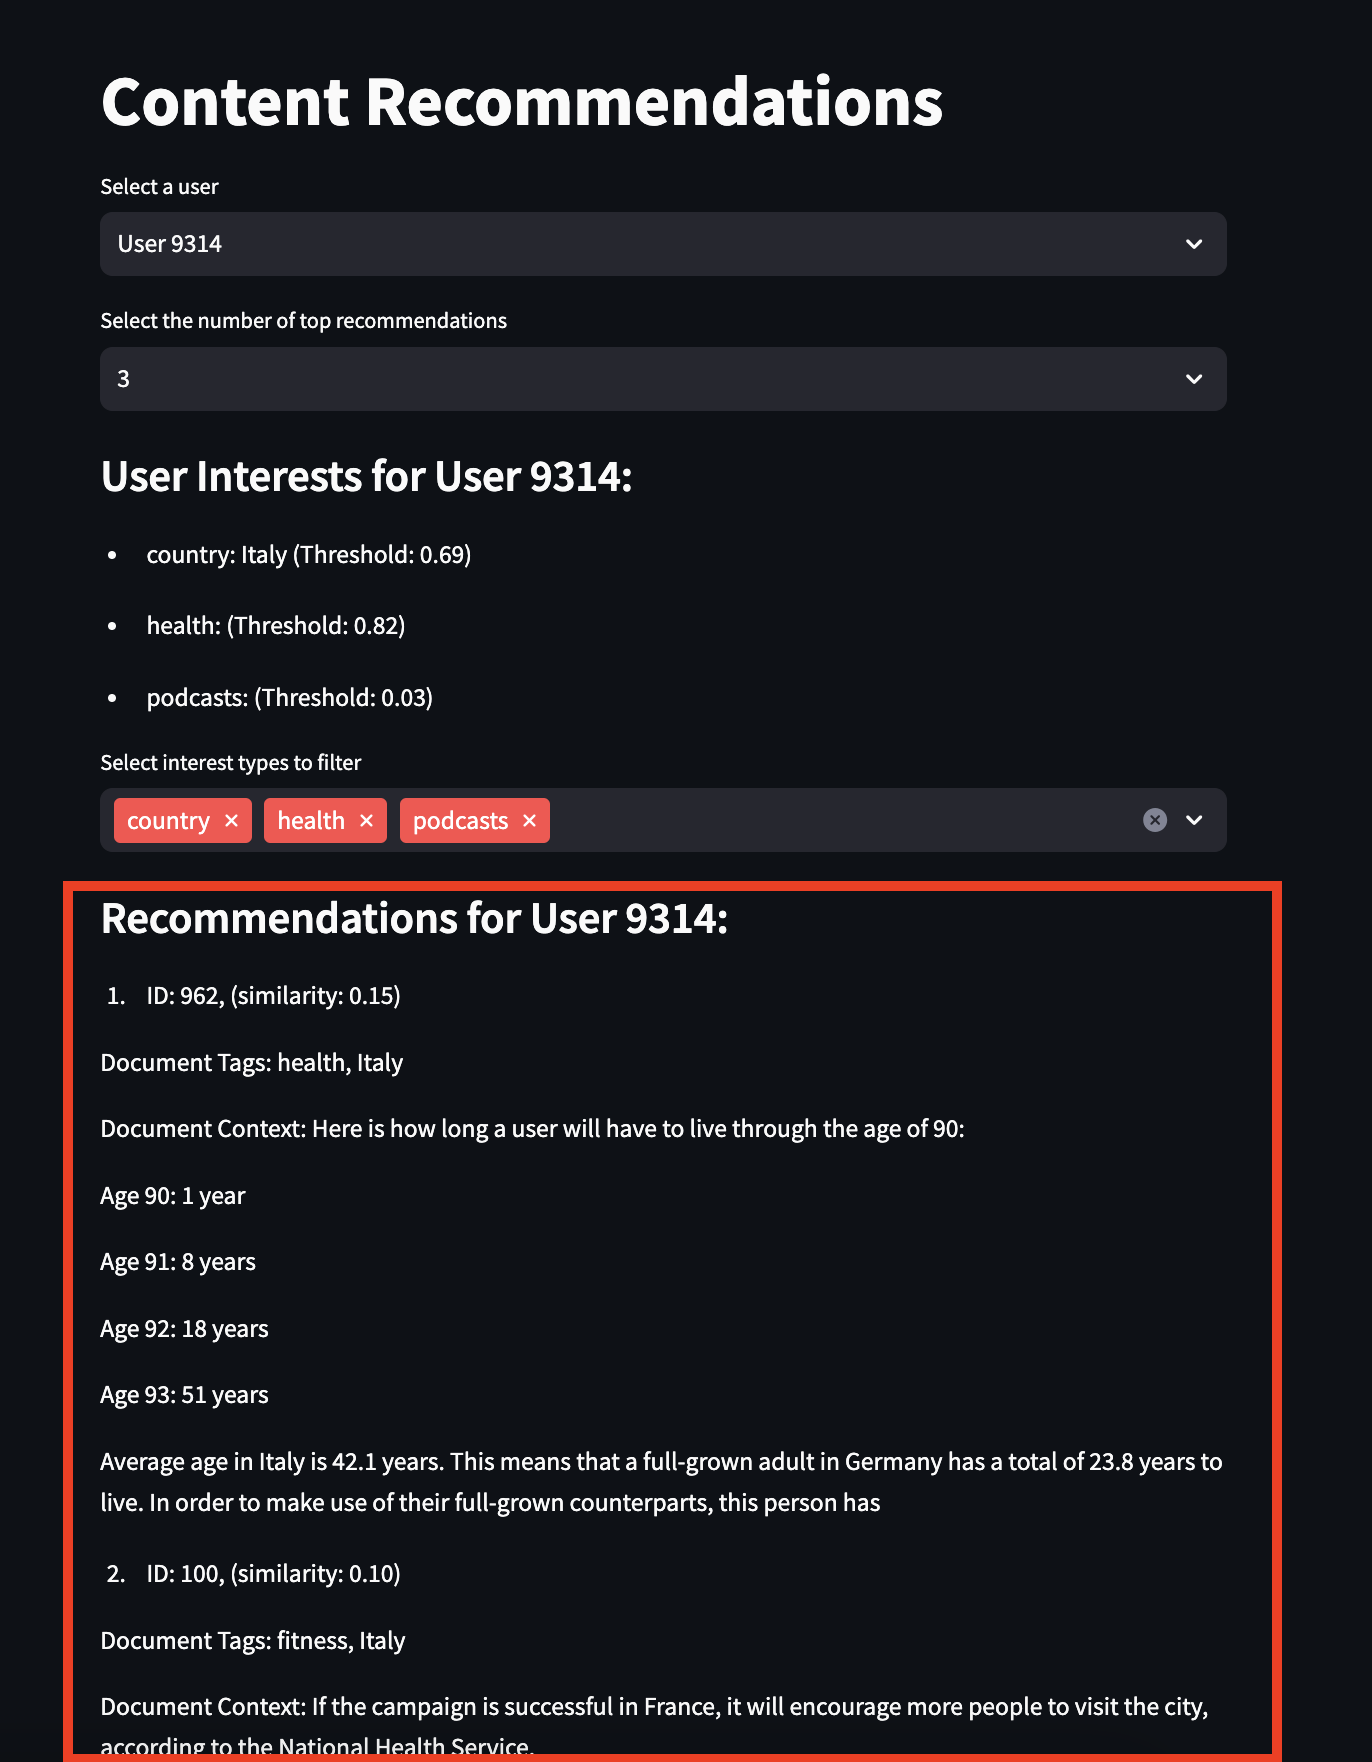 Content Recommendations
Select a user
User 9314
Select the number of top recommendations
3
User Interests for User 9314:
• country: Italy (Threshold: 0.69)
• health: (Threshold: 0.82)
• podcasts: (Threshold: 0.03)
Select interest types to filter
country × health × podcasts ×
Recommendations for User 9314:
1. ID: 962, (similarity: 0.15)
Document Tags: health, Italy
Document Context: Here is how long a user will have to live through the age of 90:
Age 90: 1 year
Age 91: 8 years
Age 92: 18 years
Age 93: 51 years
Average age in Italy is 42.1 years. This means that a full-grown adult in Germany has a total of 23.8 years to
live. In order to make use of their full-grown counterparts, this person has
2. ID: 100, (similarity: 0.10)
Document Tags: fitness, Italy
Document Context: If the campaign is successful in France, it will encourage more people to visit the city,
according to the National Health Service.